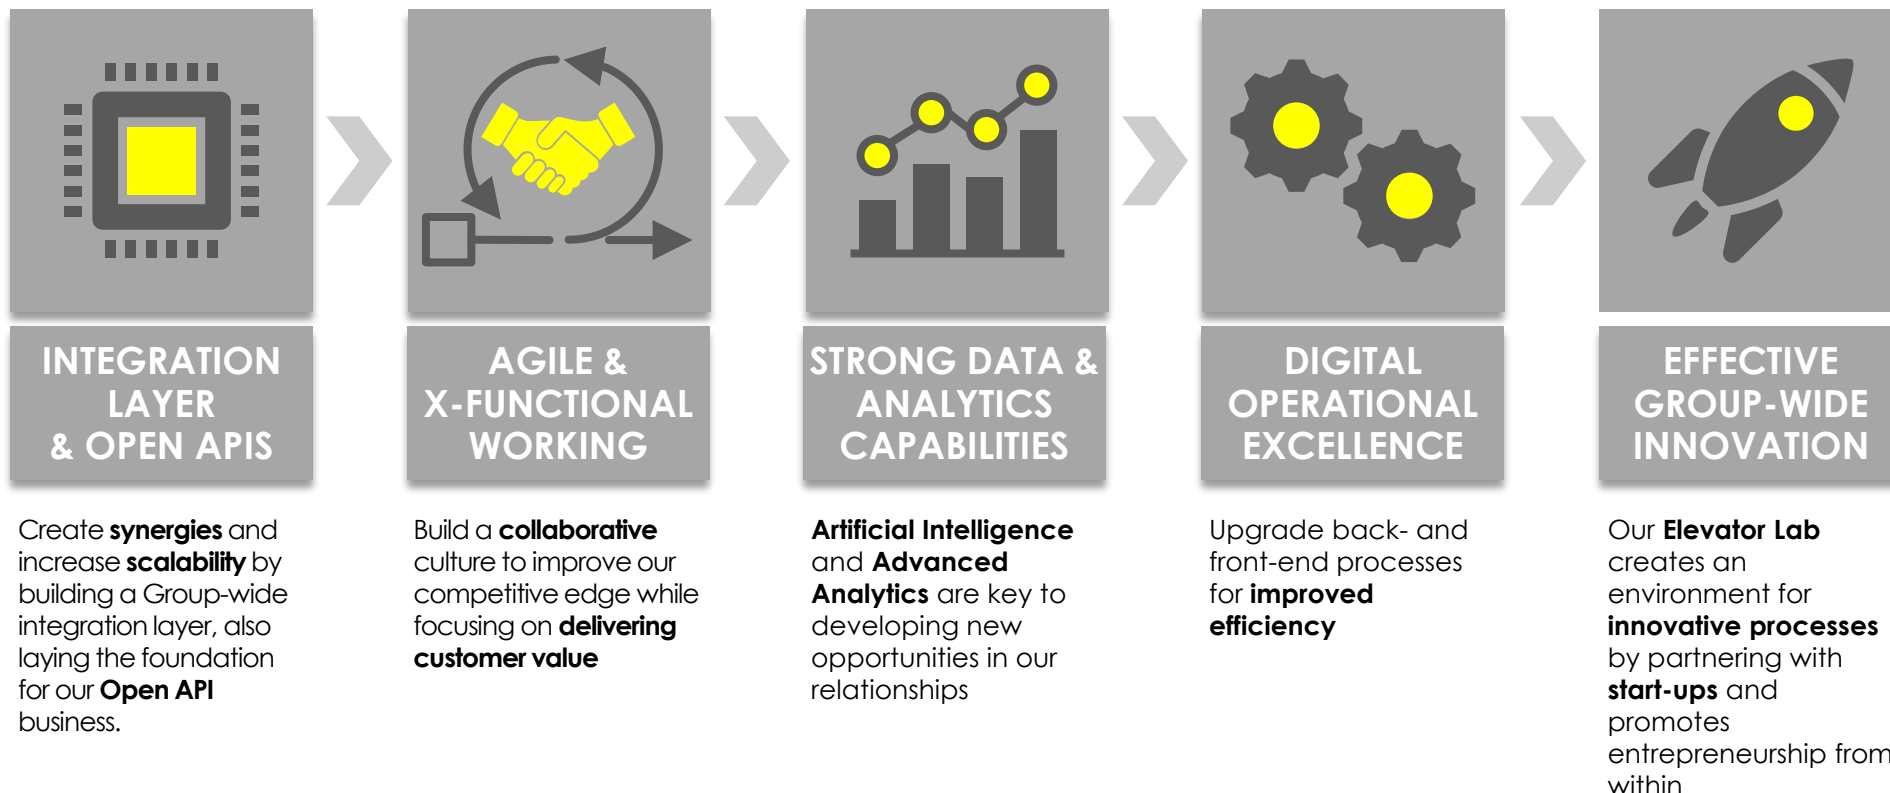 INTEGRATION
LAYER
& OPEN APIS
Create synergies and
increase scalability by
building a Group-wide
integration layer, also
laying the foundation
for our Open API
business.
AGILE &
X-FUNCTIONAL
WORKING
Build a collaborative
culture to improve our
competitive edge while
focusing on delivering
customer value
STRONG DATA &
ANALYTICS
CAPABILITIES
Artificial Intelligence
and Advanced
Analytics are key to
developing new
opportunities in our
relationships
DIGITAL
OPERATIONAL
EXCELLENCE
Upgrade back- and
front-end processes
for improved
efficiency
EFFECTIVE
GROUP-WIDE
INNOVATION
Our Elevator Lab
creates an
environment for
innovative processes
by partnering with
start-ups and
promotes
entrepreneurship from
within